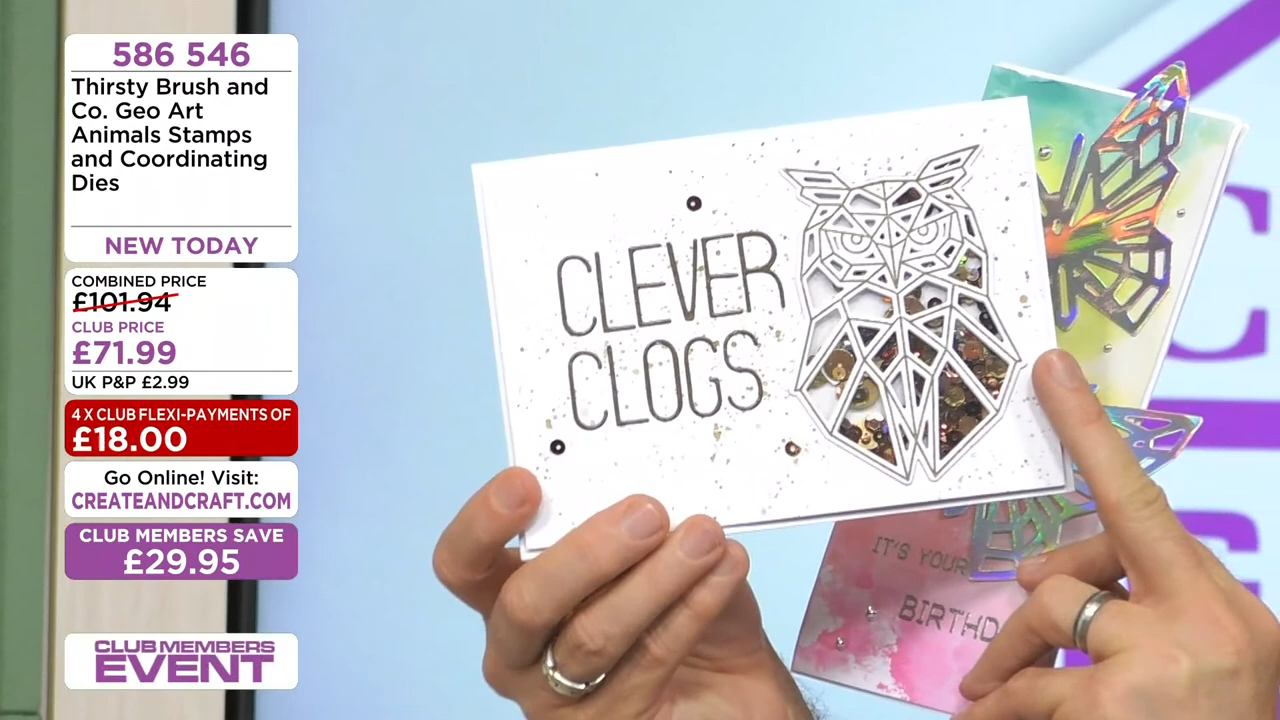 586 546
Thirsty Brush and
Co. Geo Art
Animals Stamps
and Coordinating
Dies
NEW TODAY
COMBINED PRICE
£101.94
CLUB PRICE
£71.99
UK P&P £2.99
4 X CLUB FLEXI-PAYMENTS OF
£18.00
Go Online! Visit:
CREATEANDCRAFT.COM
CLUB MEMBERS SAVE
£29.95
CLUB MEMBERS
EVENT
CLEVER
CLOGS
IT'S YOUR
BIRTHD
C